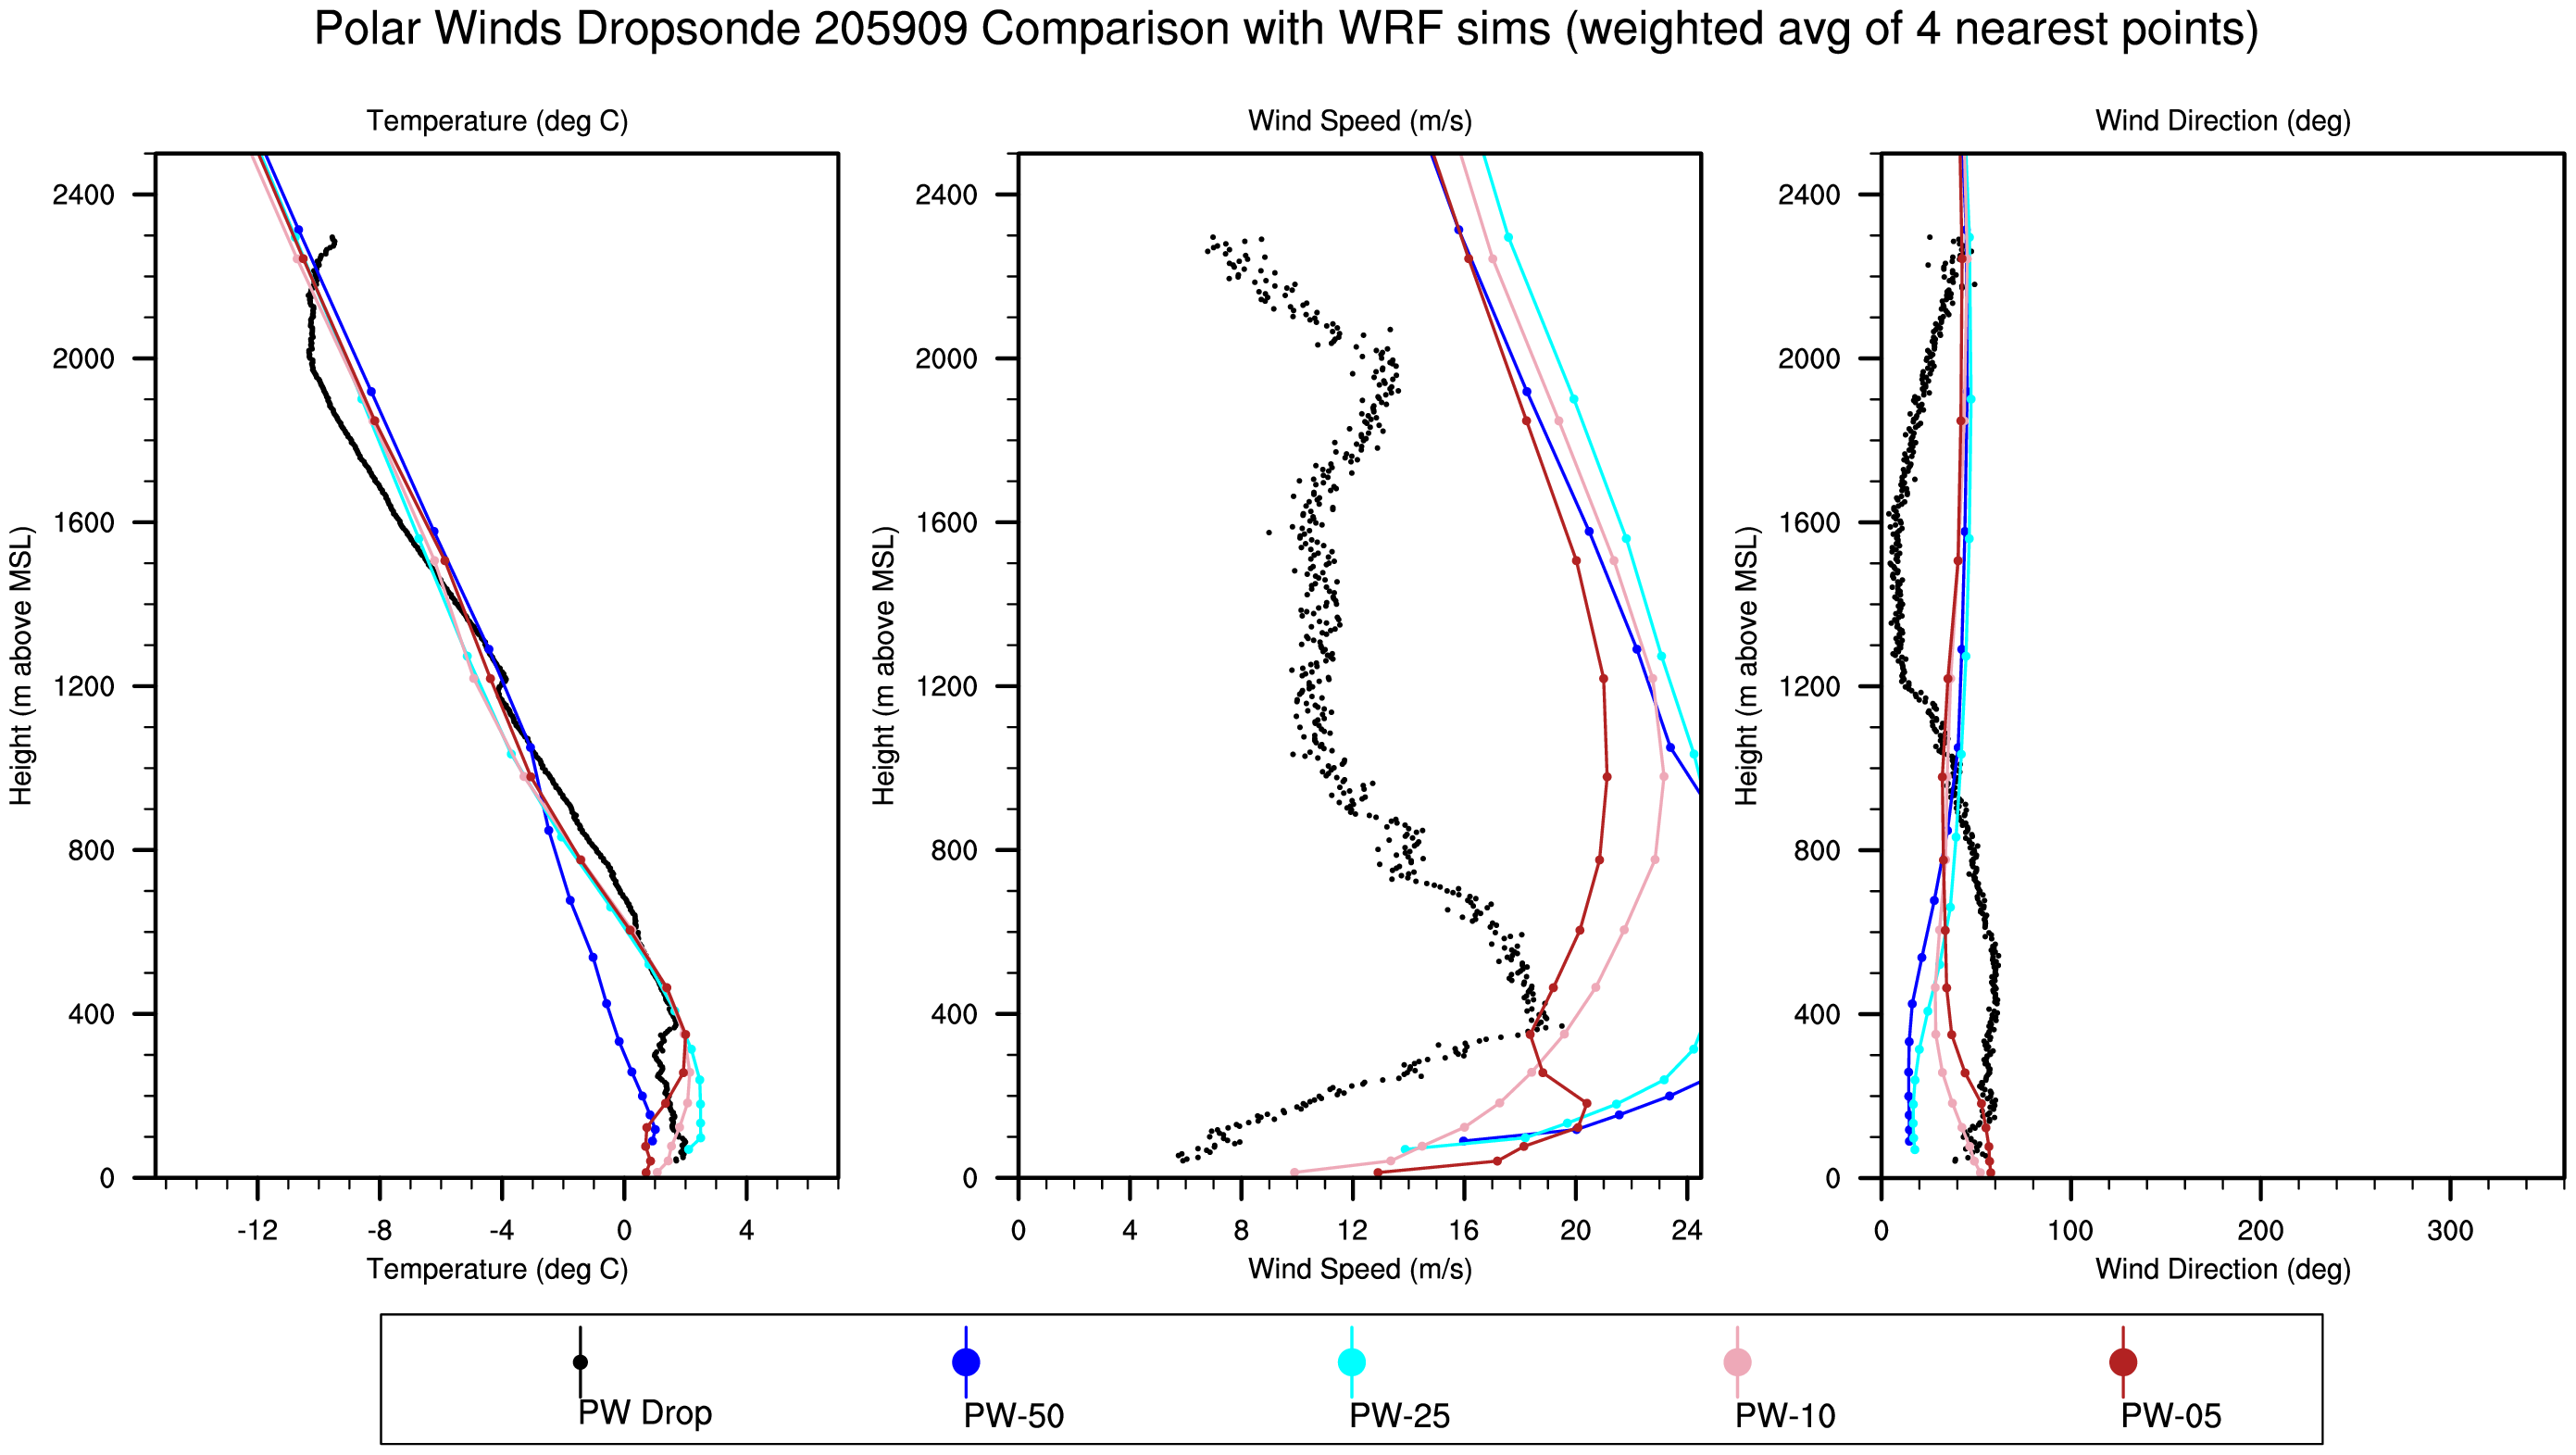 Polar Winds Dropsonde 205909 Comparison with WRF sims (weighted avg of 4 nearest points)
Temperature (deg C)
Height (m above MSL)
2400
2000
1600
1200
800
400
0
-12 -8 -4 0 4
Temperature (deg C)
Wind Speed (m/s)
Height (m above MSL)
2400
2000
1600
1200
800
400
0
0 4 8 12 16 20 24
Wind Speed (m/s)
Wind Direction (deg)
Height (m above MSL)
2400
2000
1600
1200
800
400
0
0 100 200 300
Wind Direction (deg)
PW Drop PW-50 PW-25 PW-10 PW-05